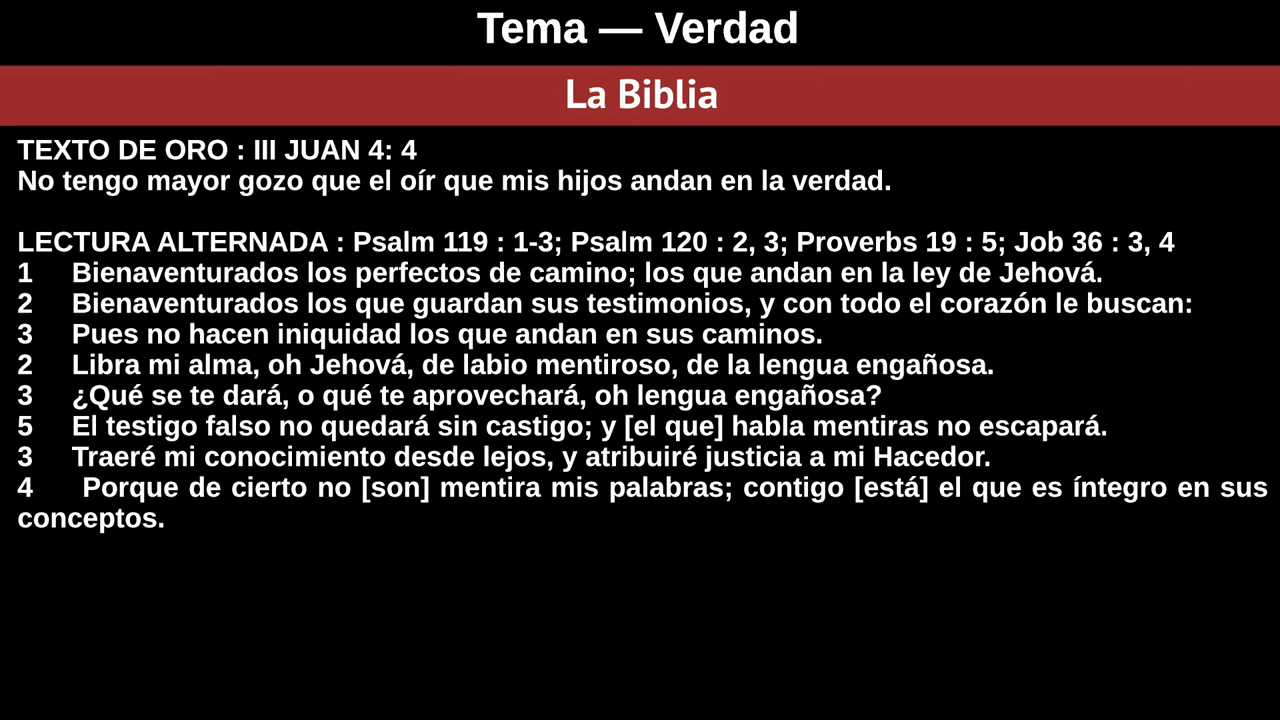 Tema — Verdad
La Biblia
TEXTO DE ORO : III JUAN 4: 4
No tengo mayor gozo que el oír que mis hijos andan en la verdad.
LECTURA ALTERNADA : Psalm 119 : 1-3; Psalm 120 : 2, 3; Proverbs 19 : 5; Job 36 : 3, 4
1 Bienaventurados los perfectos de camino; los que andan en la ley de Jehová.
2 Bienaventurados los que guardan sus testimonios, y con todo el corazón le buscan:
3 Pues no hacen iniquidad los que andan en sus caminos.
2 Libra mi alma, oh Jehová, de labio mentiroso, de la lengua engañosa.
3 ¿Qué se te dará, o qué te aprovechará, oh lengua engañosa?
5 El testigo falso no quedará sin castigo; y [el que] habla mentiras no escapará.
3 Traeré mi conocimiento desde lejos, y atribuiré justicia a mi Hacedor.
4 Porque de cierto no [son] mentira mis palabras; contigo [está] el que es íntegro en sus
conceptos.